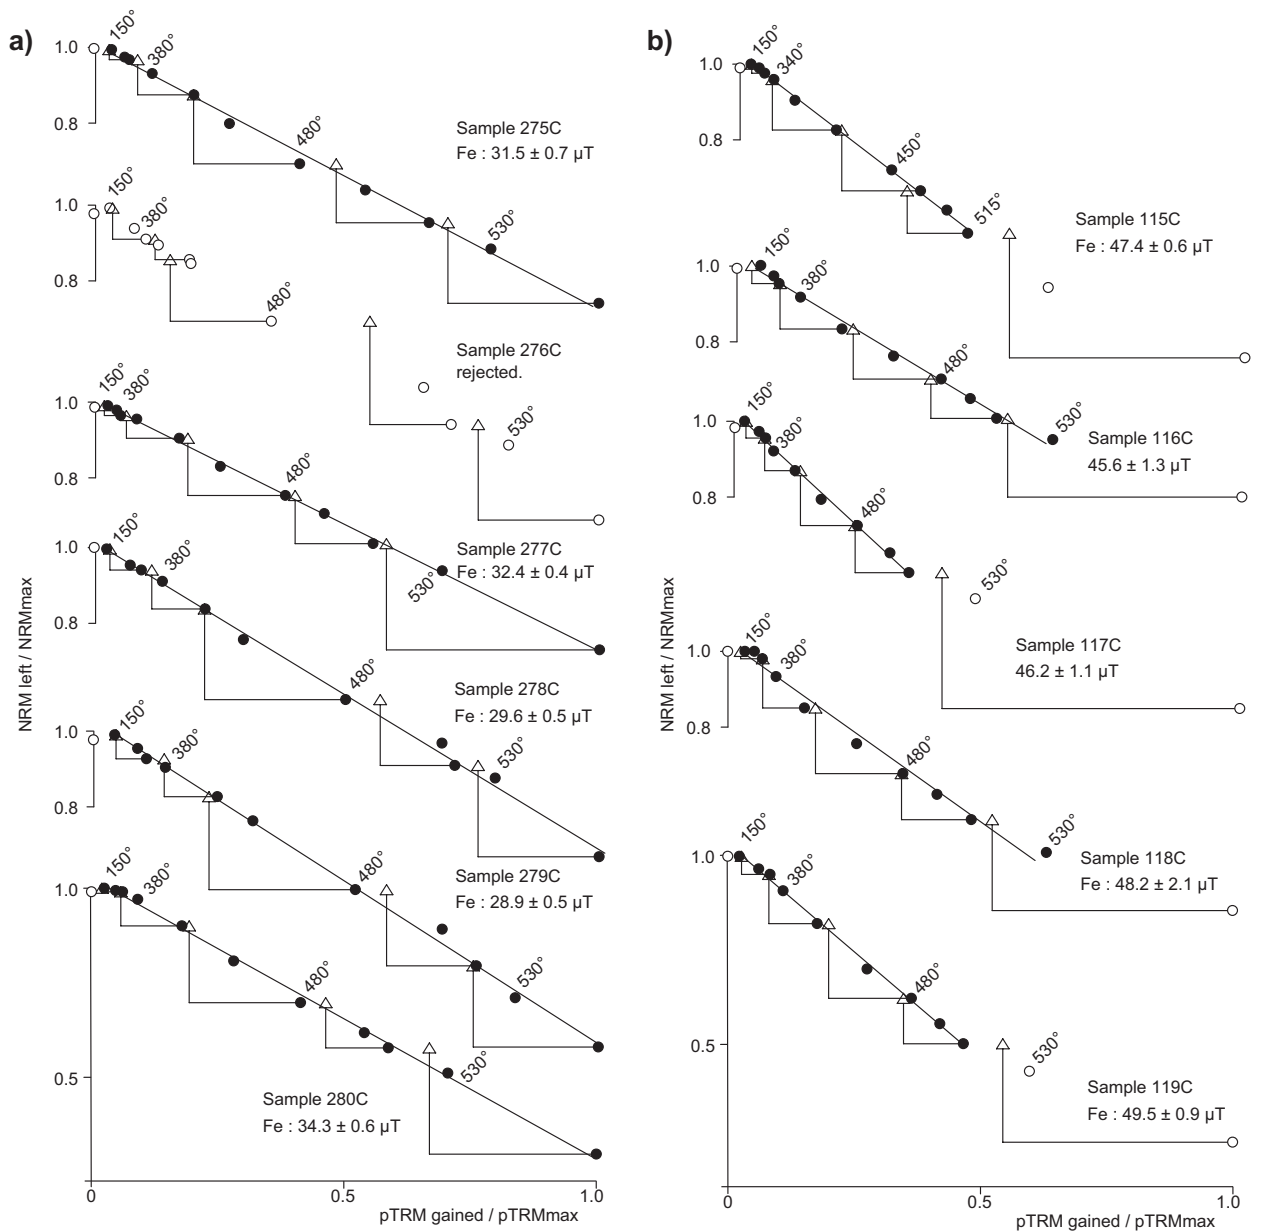 a)
1.0
150°
380°
0.8
480°
Sample 275C
Fe : 31.5 ± 0.7 µT
530°
1.0
150°
380°
0.8
480°
Sample 276C
rejected.
530°
1.0
150°
380°
0.8
480°
Sample 277C
Fe : 32.4 ± 0.4 µT
530°
1.0
150°
380°
0.8
480°
Sample 278C
Fe : 29.6 ± 0.5 µT
530°
1.0
150°
380°
0.8
480°
Sample 279C
Fe : 28.9 ± 0.5 µT
530°
1.0
150°
380°
480°
530°
0.5
Sample 280C
Fe : 34.3 ± 0.6 µT
NRM left / NRMmax
0
0.5
1.0
pTRM gained / pTRMmax
b)
1.0
150°
340°
0.8
450°
515°
Sample 115C
Fe : 47.4 ± 0.6 µT
1.0
150°
380°
0.8
480°
530°
Sample 116C
45.6 ± 1.3 µT
1.0
150°
380°
0.8
480°
530°
Sample 117C
46.2 ± 1.1 µT
1.0
150°
380°
0.8
480°
530°
Sample 118C
Fe : 48.2 ± 2.1 µT
1.0
150°
380°
480°
0.5
530°
Sample 119C
Fe : 49.5 ± 0.9 µT
NRM left / NRMmax
0
0.5
1.0
pTRM gained / pTRMmax